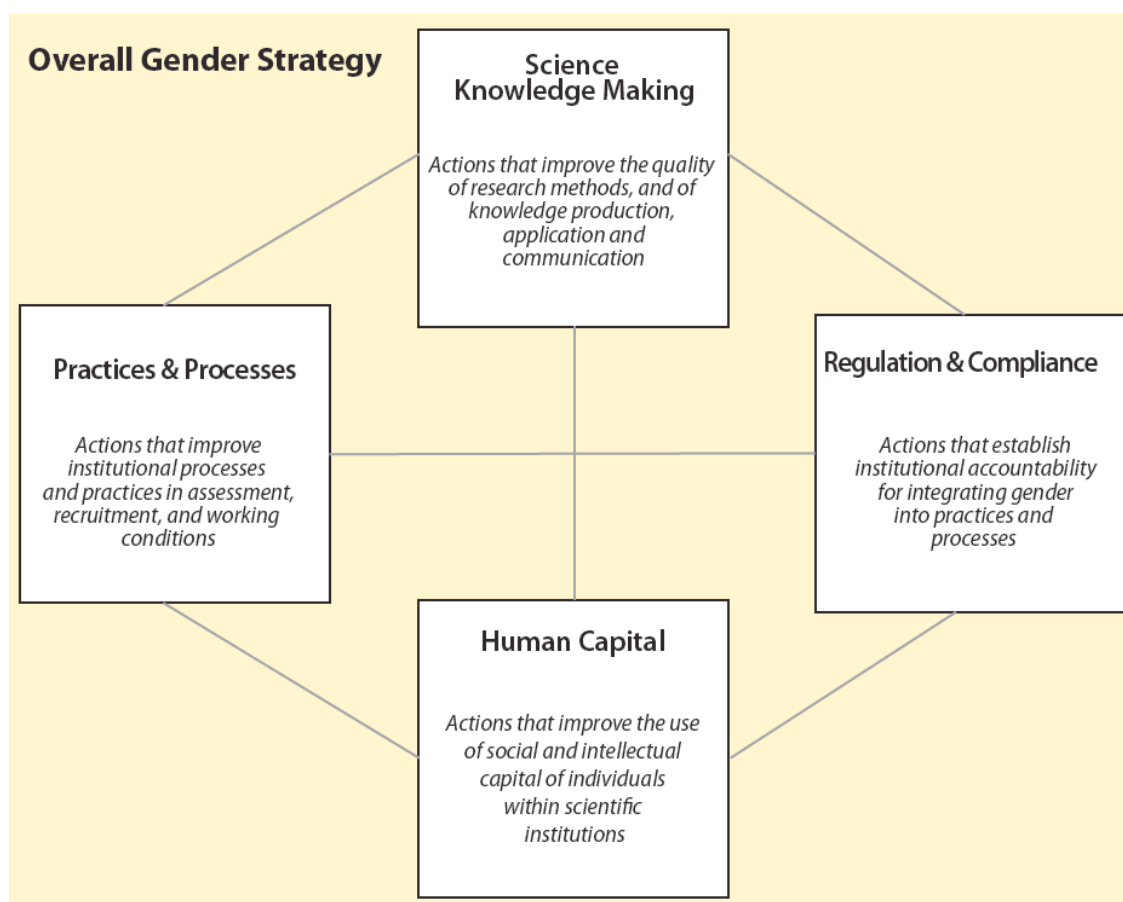 Overall Gender Strategy
Science
Knowledge Making
Actions that improve the quality
of research methods, and of
knowledge production,
application and
communication
Practices & Processes
Actions that improve
institutional processes
and practices in assessment,
recruitment, and working
conditions
Regulation & Compliance
Actions that establish
institutional accountability
for integrating gender
into practices and
processes
Human Capital
Actions that improve the use
of social and intellectual
capital of individuals
within scientific
institutions